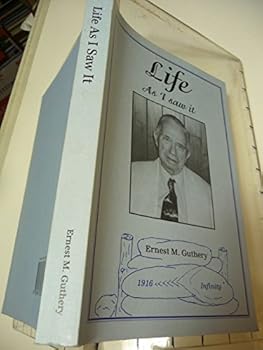 Life As I Saw It
Ernest M. Guthery
Life
As I saw it
Ernest M. Guthery
1916 <<<<< Infinity